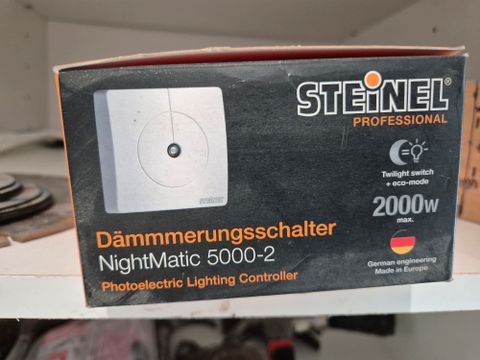 STEINEL®
PROFESSIONAL
Twilight switch
+ eco-mode
2000W
max.
German engineering
Made in Europe
STEINEL
Dämmmerungsschalter
NightMatic 5000-2
Photoelectric Lighting Controller